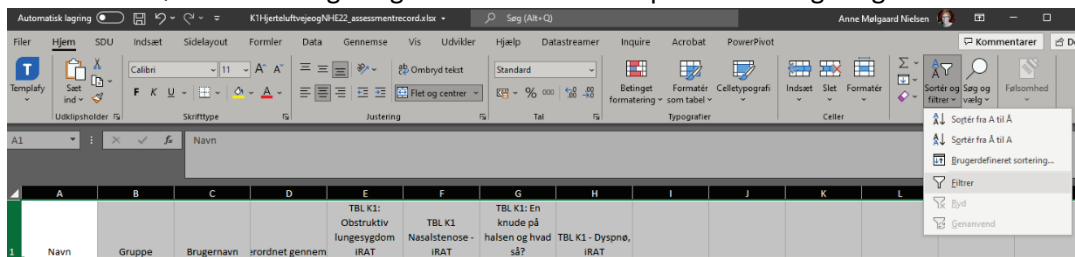 Automatisk lagring K1HjerteluftvejeogNHE22_assessmentrecord.xlsx Søg (Alt+Q) Anne Mølgaard Nielsen
Filer Hjem SDU Indsæt Sidelayout Formler Data Gennemse Vis Udvikler Hjælp Datastreamer Inquire Acrobat PowerPivot Kommentarer
Templafy Sæt ind Calibri 11 A A Ombryd tekst Standard Betinget formatering Formatér som tabel Celletypografi Indsæt Slet Formatér Sortér og filtrer Søg og vælg Følsomhed
F K U A Flet og centrer % 000
Udklipsholder Skrifttype Justering Tal Typografier Celler
Sortér fra A til Å
Sortér fra Å til A
Brugerdefineret sortering...
Filtrer
Ryd
Genanvend
A1 fx Navn
A B C D E F G H I J K L
1 Navn Gruppe Brugernavn erordnet gennem
TBL K1:
Obstruktiv
lungesygdom
iRAT
TBL K1
Nasalstenose -
iRAT
TBL K1: En
knude på
halsen og hvad
så?
TBL K1 - Dyspnø,
iRAT